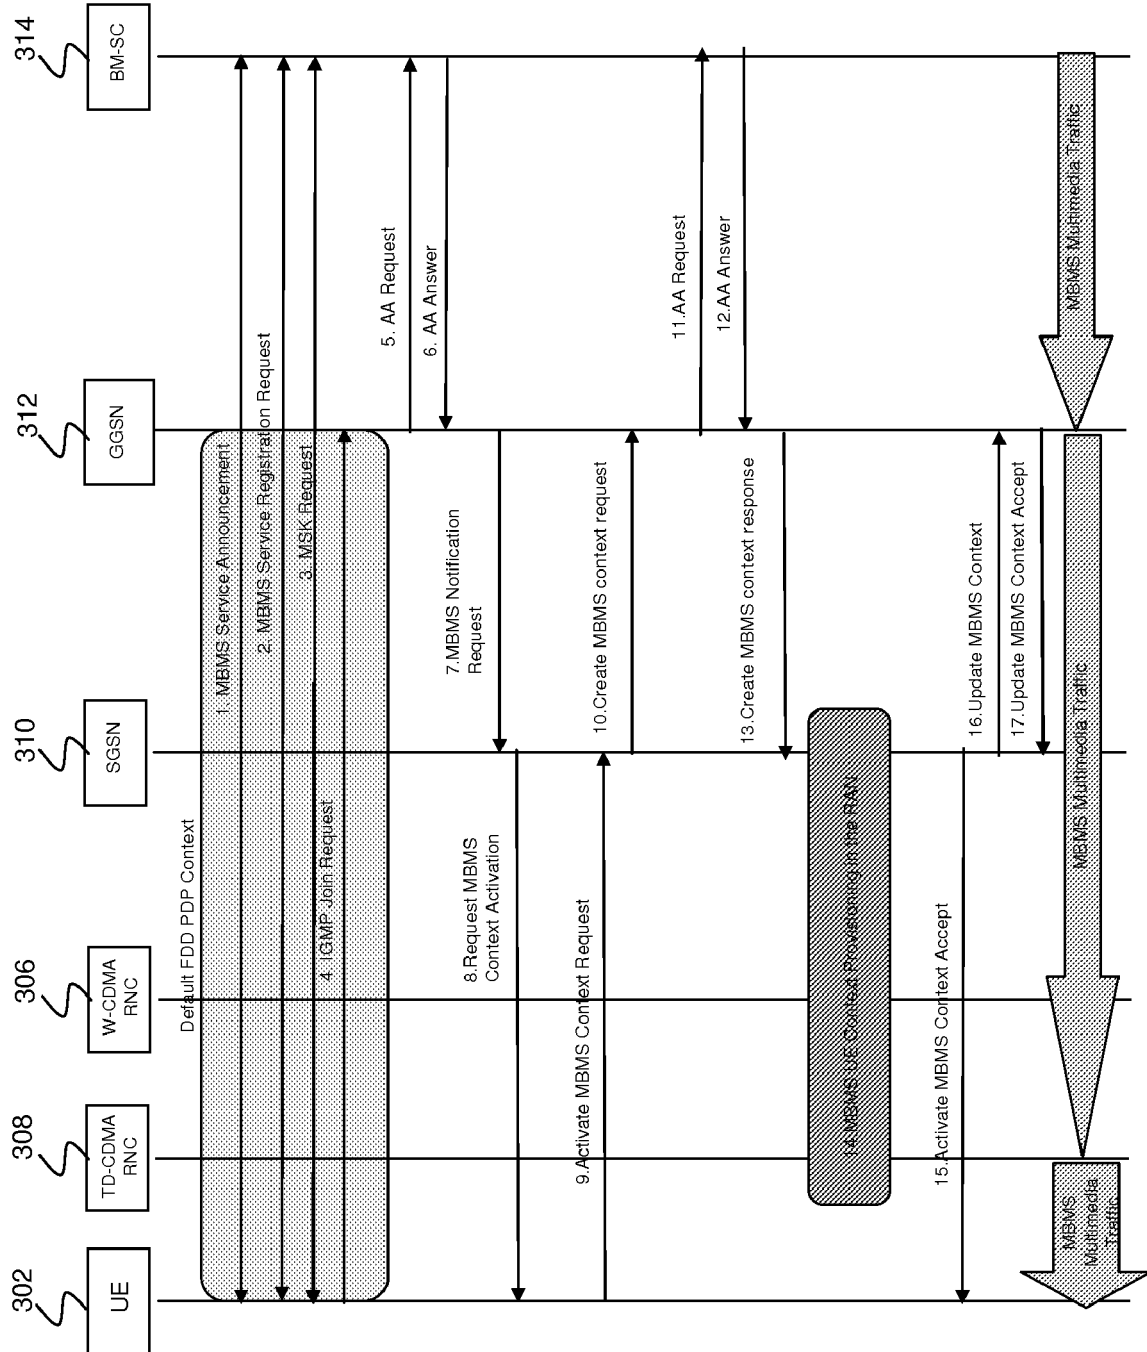 302
308
306
310
312
314
UE
TD-CDMA
RNC
W-CDMA
RNC
SGSN
GGSN
BM-SC
Default FDD PDP Context
1. MBMS Service Announcement
2. MBMS Service Registration Request
3. MSK Request
4. IGMP Join Request
5. AA Request
6. AA Answer
7.MBMS Notification
Request
8.Request MBMS
Context Activation
9.Activate MBMS Context Request
10.Create MBMS context request
11.AA Request
12.AA Answer
13.Create MBMS context response
14.MBMS UE Context Provisioning in the RAN
15.Activate MBMS Context Accept
16.Update MBMS Context
17.Update MBMS Context Accept
MBMS
Multimedia
Traffic
MBMS Multimedia Traffic
MBMS Multimedia Traffic